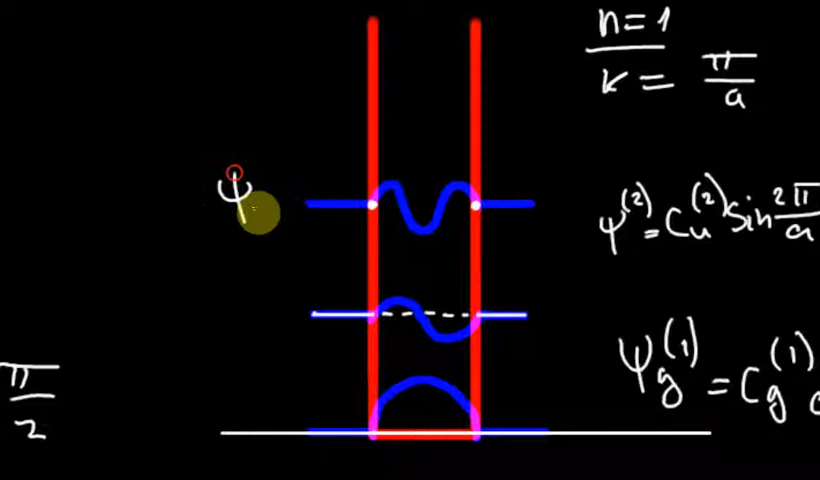 n=1
k = π/a
ψ
ψ^(2) = C_u^(2) Sin 2π/a
ψ_g^(1) = C_g^(1)
π/2